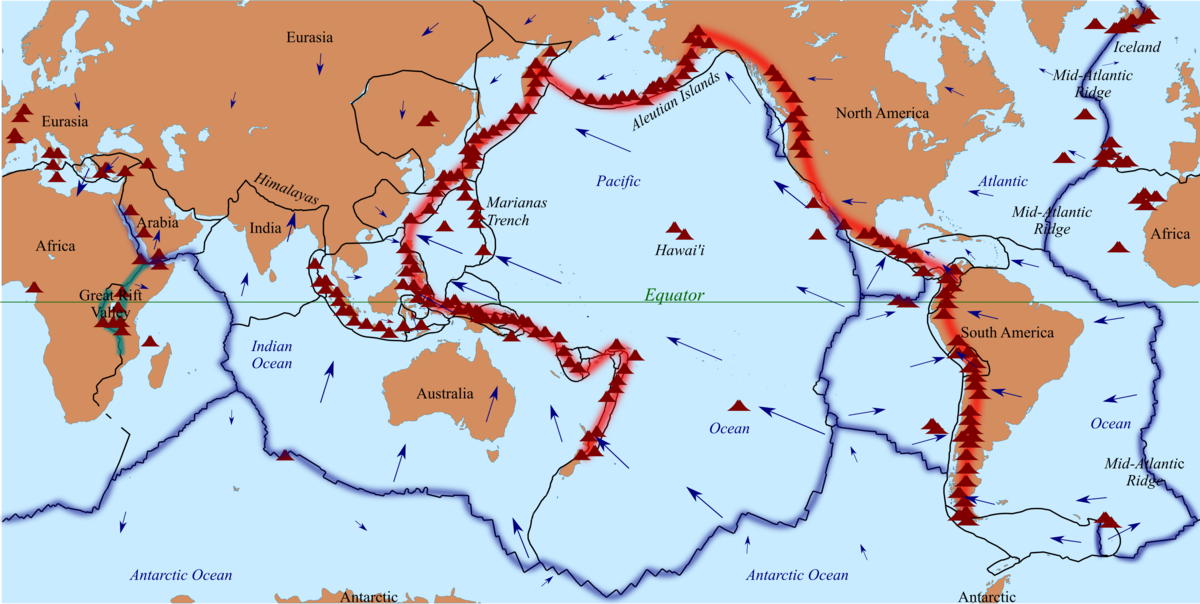 Eurasia
Iceland
Mid-Atlantic
Ridge
Aleutian Islands
North America
Eurasia
Himalayas
Pacific
Atlantic
Marianas
Trench
Mid-Atlantic
Ridge
Arabia
India
Africa
Africa
Hawai'i
Great Rift
Valley
Equator
South America
Indian
Ocean
Australia
Ocean
Ocean
Mid-Atlantic
Ridge
Antarctic Ocean
Antarctic Ocean
Antarctic
Antarctic